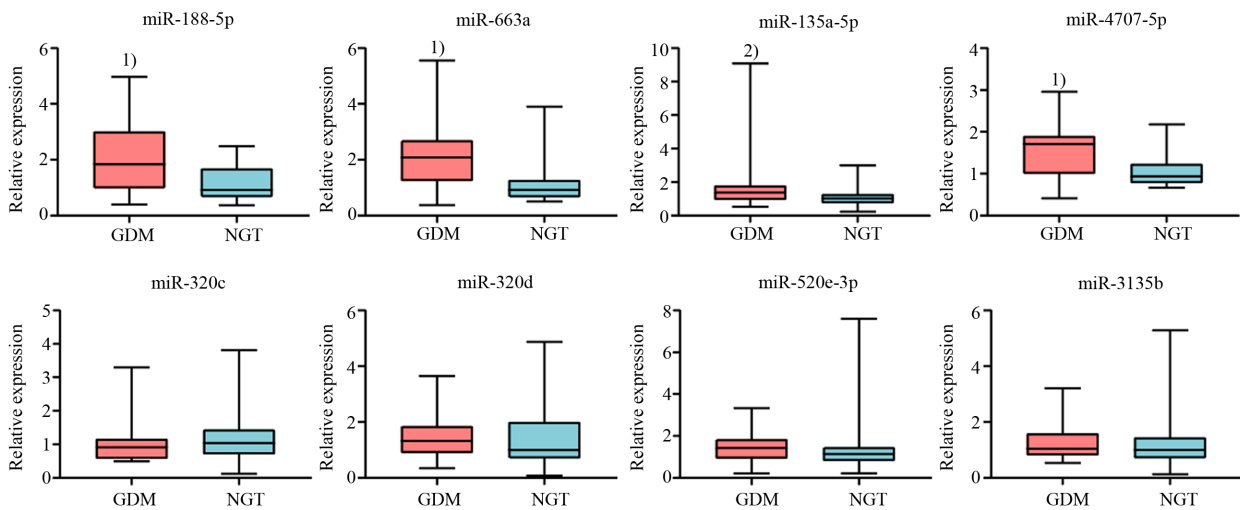 miR-188-5p
miR-663a
miR-135a-5p
miR-4707-5p
Relative expression
6
4
2
0
1)
GDM
NGT
Relative expression
6
4
2
0
1)
GDM
NGT
Relative expression
10
8
6
4
2
0
2)
GDM
NGT
Relative expression
4
3
2
1
0
1)
GDM
NGT
miR-320c
miR-320d
miR-520e-3p
miR-3135b
Relative expression
5
4
3
2
1
0
GDM
NGT
Relative expression
6
4
2
0
GDM
NGT
Relative expression
8
6
4
2
0
GDM
NGT
Relative expression
6
4
2
0
GDM
NGT